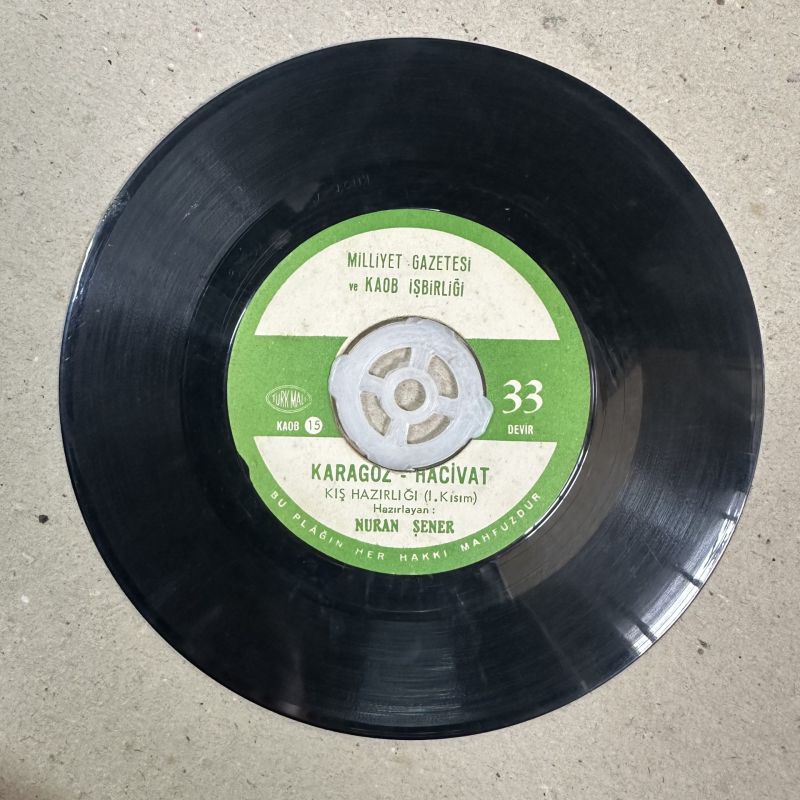 MİLLİYET GAZETESİ
ve KAOB İŞBİRLİĞİ
TÜRK MALI
33
KAOB 15
DEVİR
KARAGÖZ - HACİVAT
KIŞ HAZIRLIĞI (I. Kısım)
Hazırlayan :
NURAN ŞENER
BU PLAĞIN HER HAKKI MAHFUZDUR